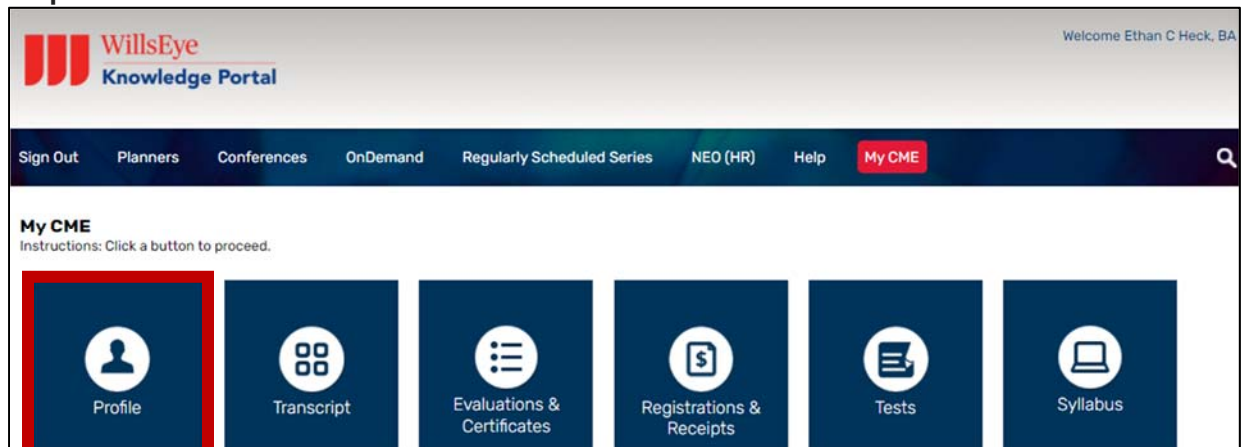 WillsEye
Knowledge Portal
Welcome Ethan C Heck, BA
Sign Out Planners Conferences OnDemand Regularly Scheduled Series NEO (HR) Help My CME
My CME
Instructions: Click a button to proceed.
Profile
Transcript
Evaluations &
Certificates
Registrations &
Receipts
Tests
Syllabus